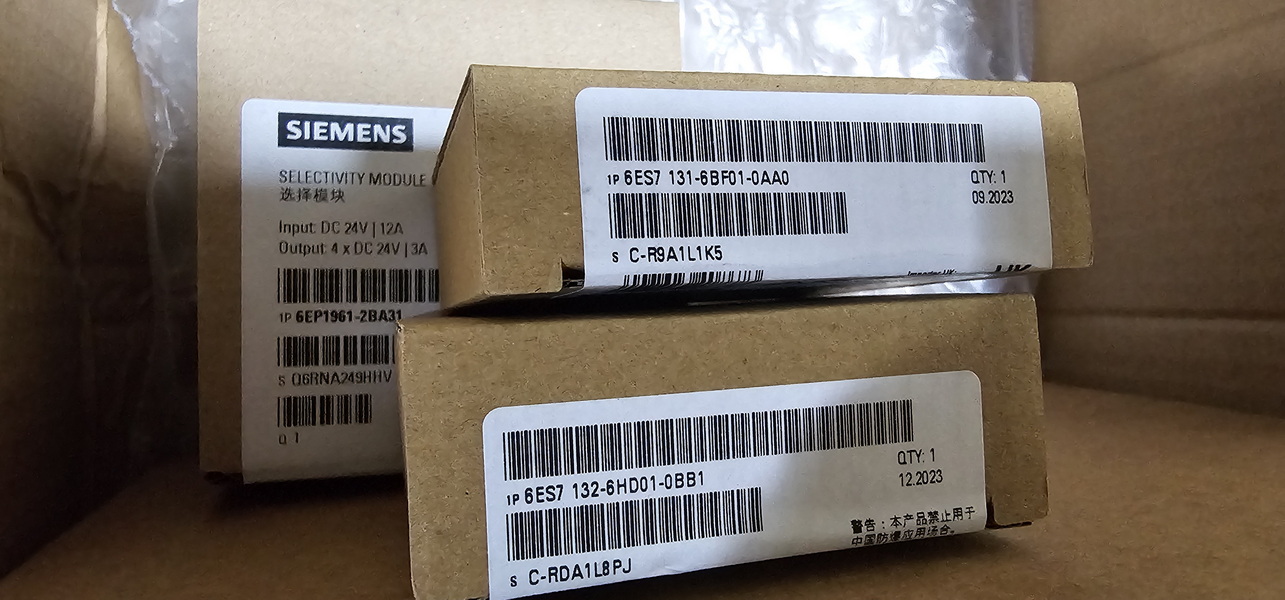 SIEMENS
SELECTIVITY MODULE
选择模块
Input: DC 24V | 12A
Output: 4 x DC 24V | 3A
1P 6EP1961-2BA31
S Q6RNA249HHV
Q 1
1P 6ES7 131-6BF01-0AA0
QTY: 1
09.2023
S C-R9A1L1K5
Importer UK:
UK
1P 6ES7 132-6HD01-0BB1
QTY: 1
12.2023
S C-RDA1L8PJ
警告：本产品禁止用于
中国防爆应用场合。